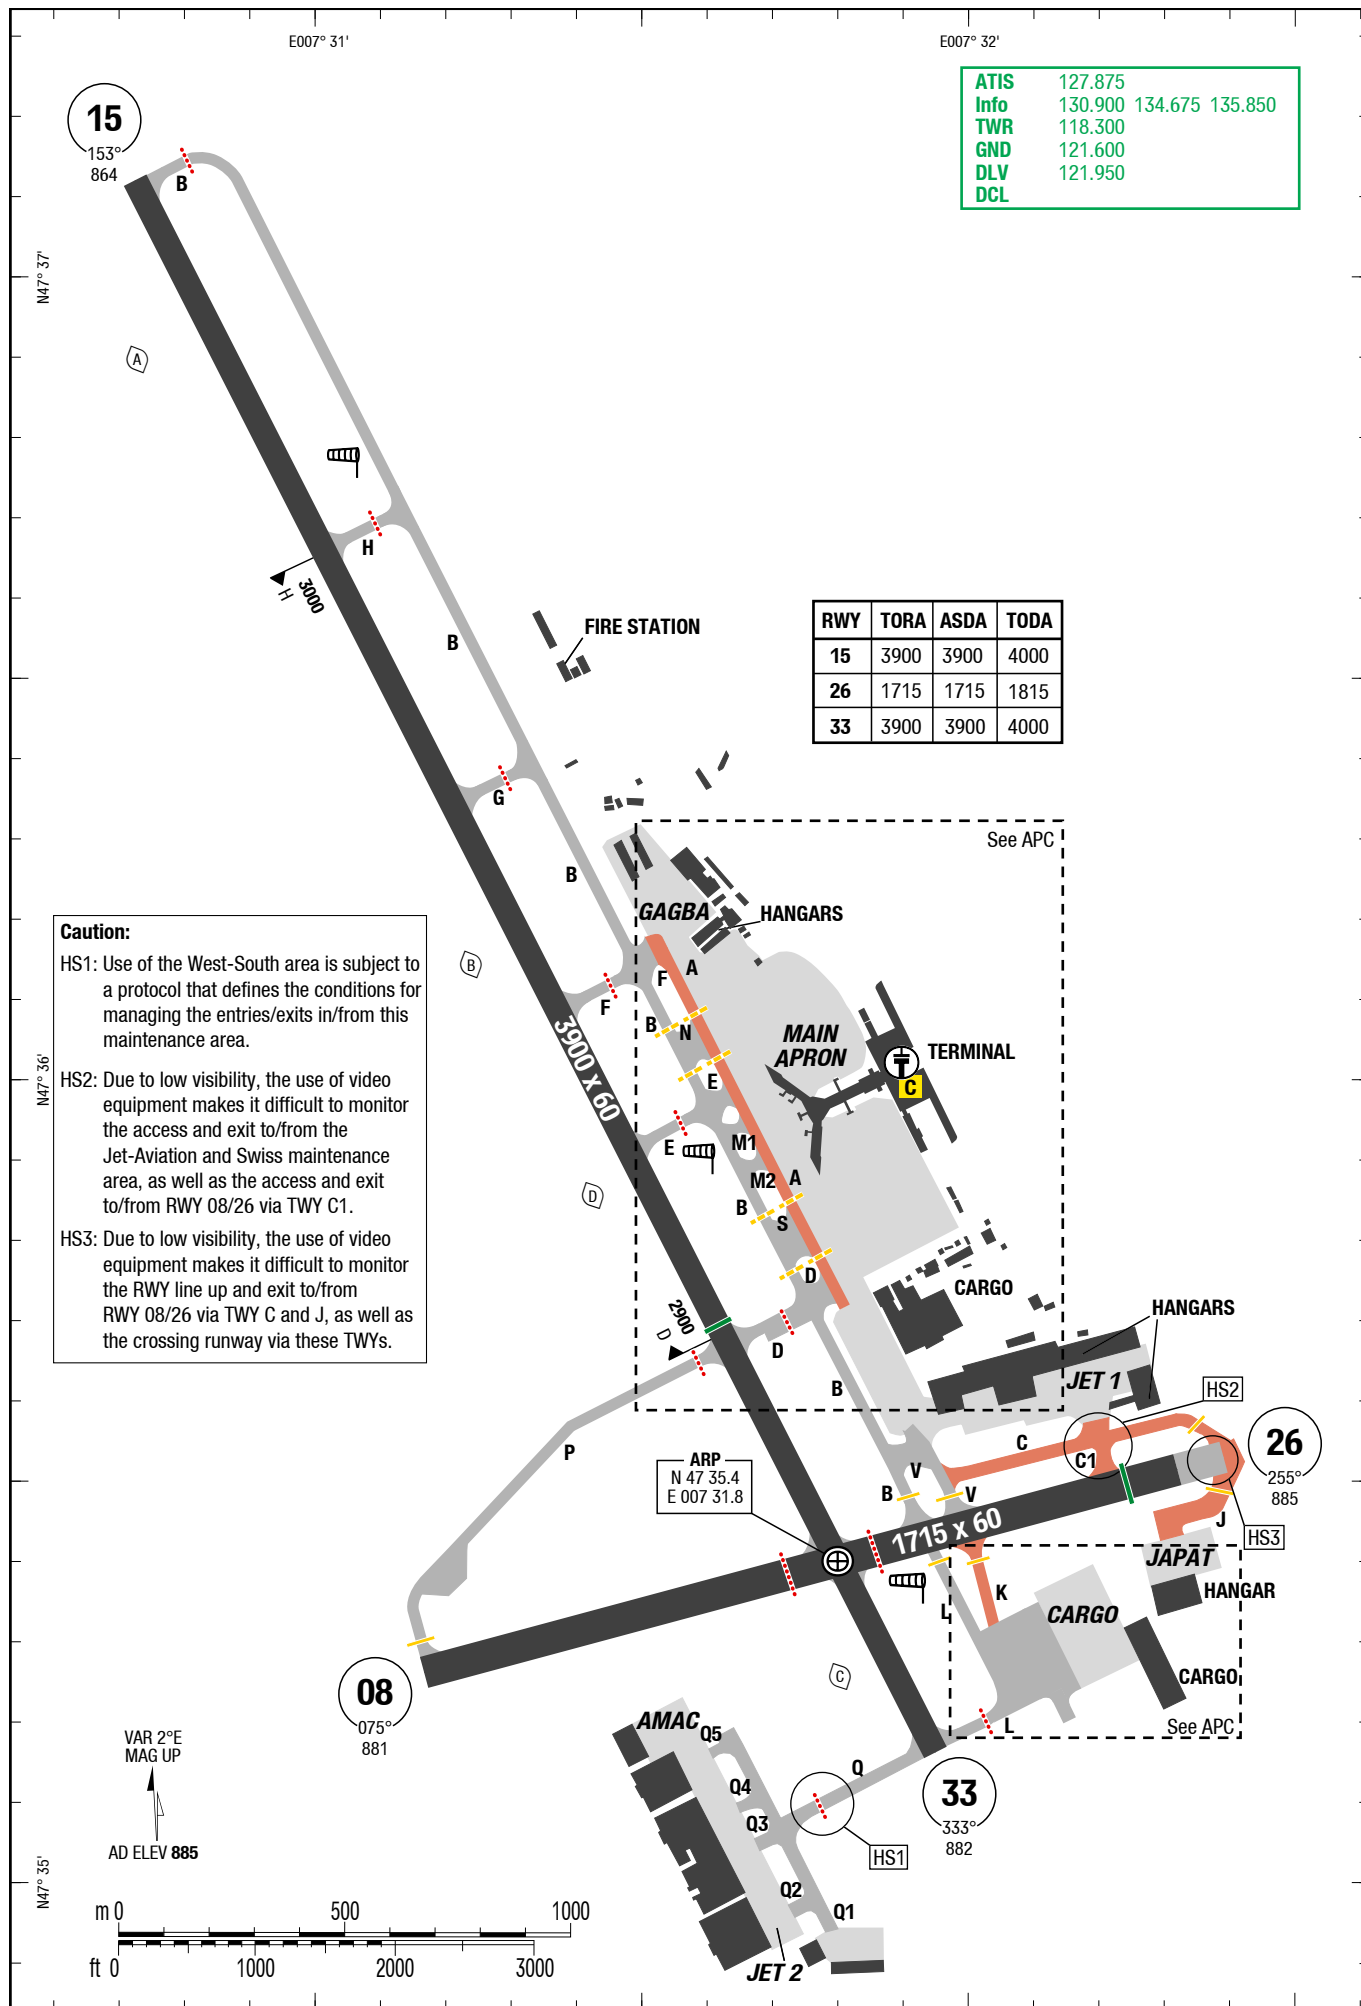 E007° 31'
E007° 32'
ATIS 127.875
Info 130.900 134.675 135.850
TWR 118.300
GND 121.600
DLV 121.950
DCL
15
153°
864
B
N47° 37'
A
H
H
3000
B
FIRE STATION
RWY TORA ASDA TODA
15 3900 3900 4000
26 1715 1715 1815
33 3900 3900 4000
G
See APC
B
GAGBA
HANGARS
Caution:
HS1: Use of the West-South area is subject to
a protocol that defines the conditions for
managing the entries/exits in/from this
maintenance area.
HS2: Due to low visibility, the use of video
equipment makes it difficult to monitor
the access and exit to/from the
Jet-Aviation and Swiss maintenance
area, as well as the access and exit
to/from RWY 08/26 via TWY C1.
HS3: Due to low visibility, the use of video
equipment makes it difficult to monitor
the RWY line up and exit to/from
RWY 08/26 via TWY C and J, as well as
the crossing runway via these TWYs.
B
F
A
F
B
N
MAIN
APRON
TERMINAL
C
3900 x 60
N47° 36'
E
E
M1
M2
A
D
B
S
D
CARGO
2900
D
D
HANGARS
B
JET 1
HS2
P
C
C1
26
255°
885
ARP
N 47 35.4
E 007 31.8
V
B
V
1715 x 60
J
HS3
JAPAT
HANGAR
K
L
CARGO
08
075°
881
C
CARGO
L
See APC
AMAC
Q5
VAR 2°E
MAG UP
Q
Q4
33
333°
882
Q3
AD ELEV 885
HS1
N47° 35'
Q2
Q1
m 0 500 1000
ft 0 1000 2000 3000
JET 2